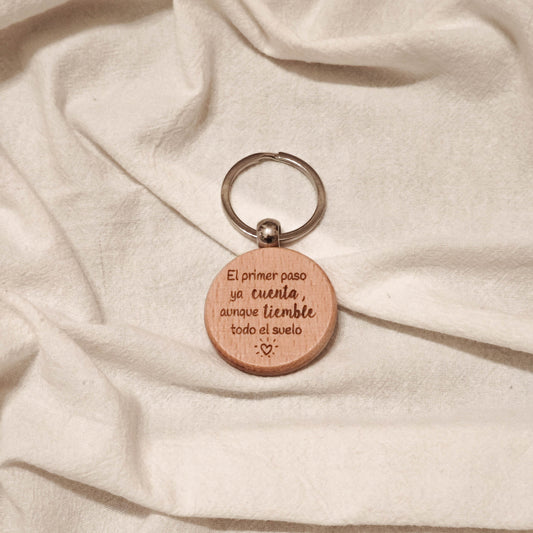 El primer paso
ya cuenta,
aunque tiemble
todo el suelo